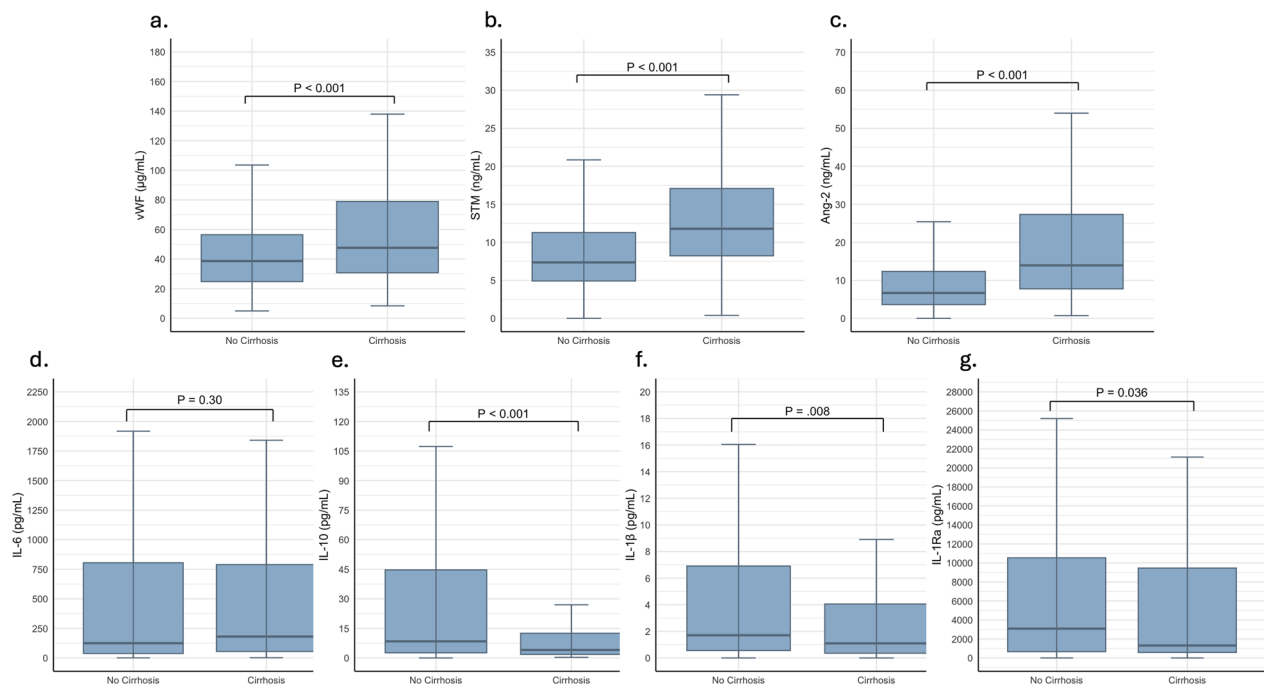 a.
vWF (µg/mL)
180
160
140
120
100
80
60
40
20
0
P < 0.001
No Cirrhosis
Cirrhosis
b.
STM (ng/mL)
35
30
25
20
15
10
5
0
P < 0.001
No Cirrhosis
Cirrhosis
c.
Ang-2 (ng/mL)
70
60
50
40
30
20
10
0
P < 0.001
No Cirrhosis
Cirrhosis
d.
IL-6 (pg/mL)
2250
2000
1750
1500
1250
1000
750
500
250
0
P = 0.30
No Cirrhosis
Cirrhosis
e.
IL-10 (pg/mL)
135
120
105
90
75
60
45
30
15
0
P < 0.001
No Cirrhosis
Cirrhosis
f.
IL-1β (pg/mL)
20
18
16
14
12
10
8
6
4
2
0
P = .008
No Cirrhosis
Cirrhosis
g.
IL-1Ra (pg/mL)
28000
26000
24000
22000
20000
18000
16000
14000
12000
10000
8000
6000
4000
2000
0
P = 0.036
No Cirrhosis
Cirrhosis